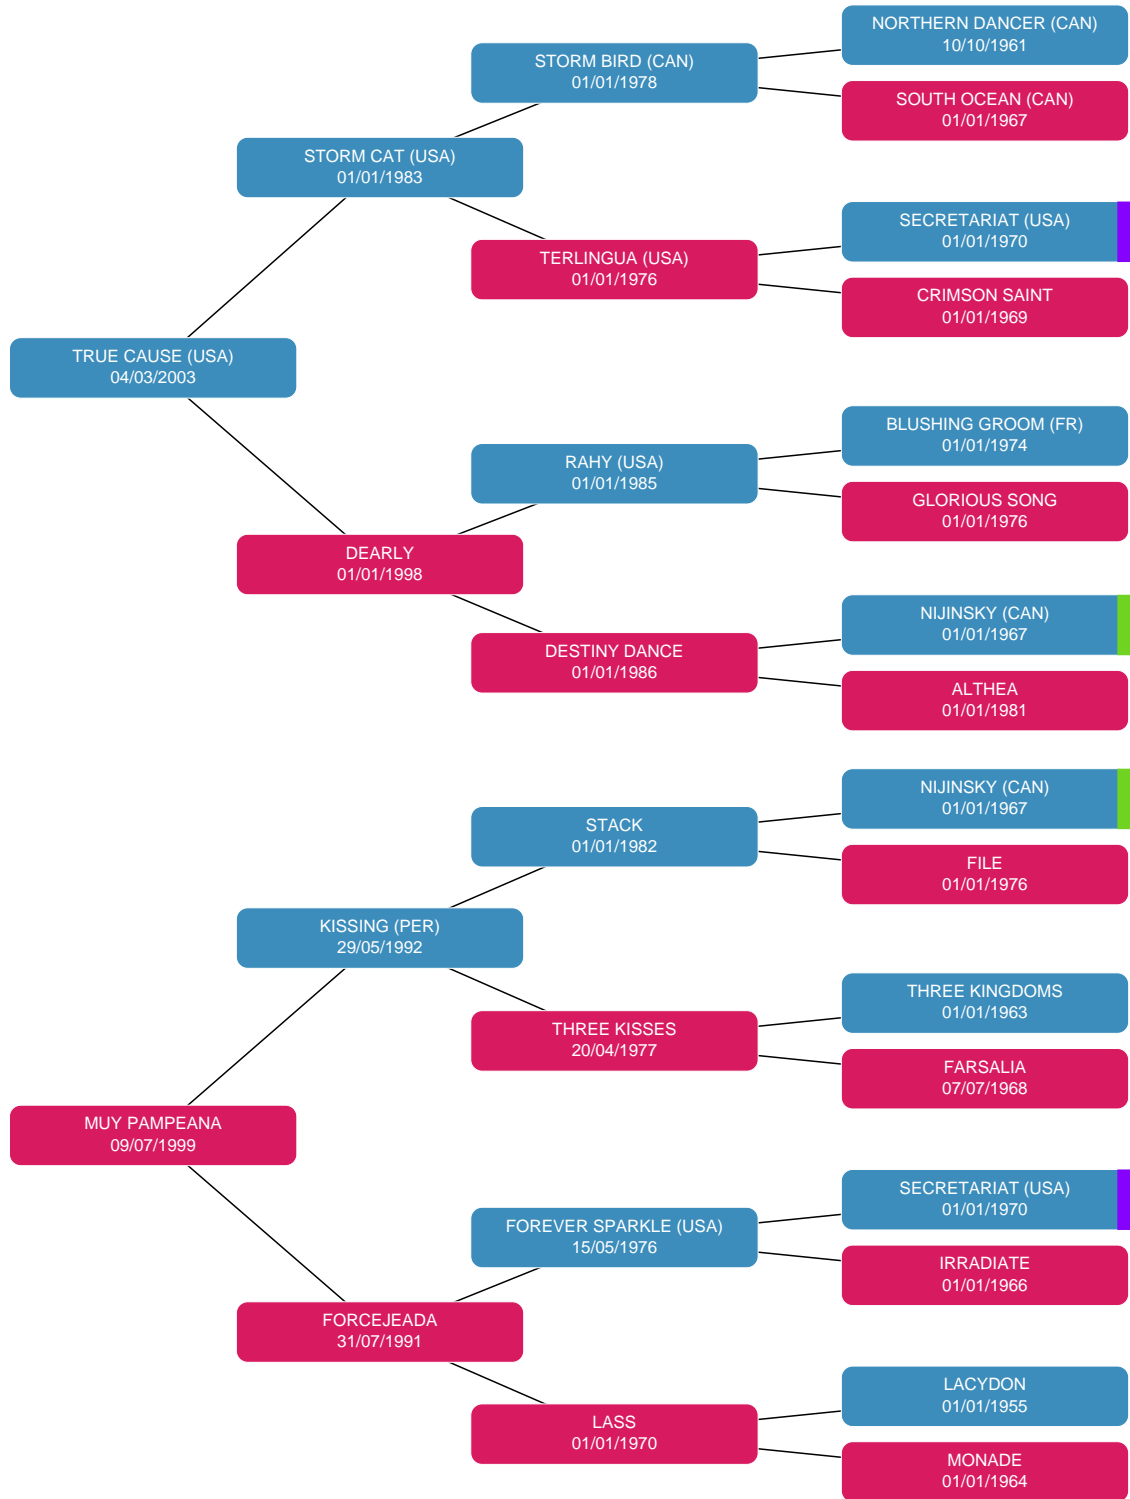 NORTHERN DANCER (CAN)
10/10/1961
STORM BIRD (CAN)
01/01/1978
SOUTH OCEAN (CAN)
01/01/1967
STORM CAT (USA)
01/01/1983
SECRETARIAT (USA)
01/01/1970
TERLINGUA (USA)
01/01/1976
CRIMSON SAINT
01/01/1969
TRUE CAUSE (USA)
04/03/2003
BLUSHING GROOM (FR)
01/01/1974
RAHY (USA)
01/01/1985
GLORIOUS SONG
01/01/1976
DEARLY
01/01/1998
NIJINSKY (CAN)
01/01/1967
DESTINY DANCE
01/01/1986
ALTHEA
01/01/1981
NIJINSKY (CAN)
01/01/1967
STACK
01/01/1982
FILE
01/01/1976
KISSING (PER)
29/05/1992
THREE KINGDOMS
01/01/1963
THREE KISSES
20/04/1977
FARSALIA
07/07/1968
MUY PAMPEANA
09/07/1999
SECRETARIAT (USA)
01/01/1970
FOREVER SPARKLE (USA)
15/05/1976
IRRADIATE
01/01/1966
FORCEJEADA
31/07/1991
LACYDON
01/01/1955
LASS
01/01/1970
MONADE
01/01/1964